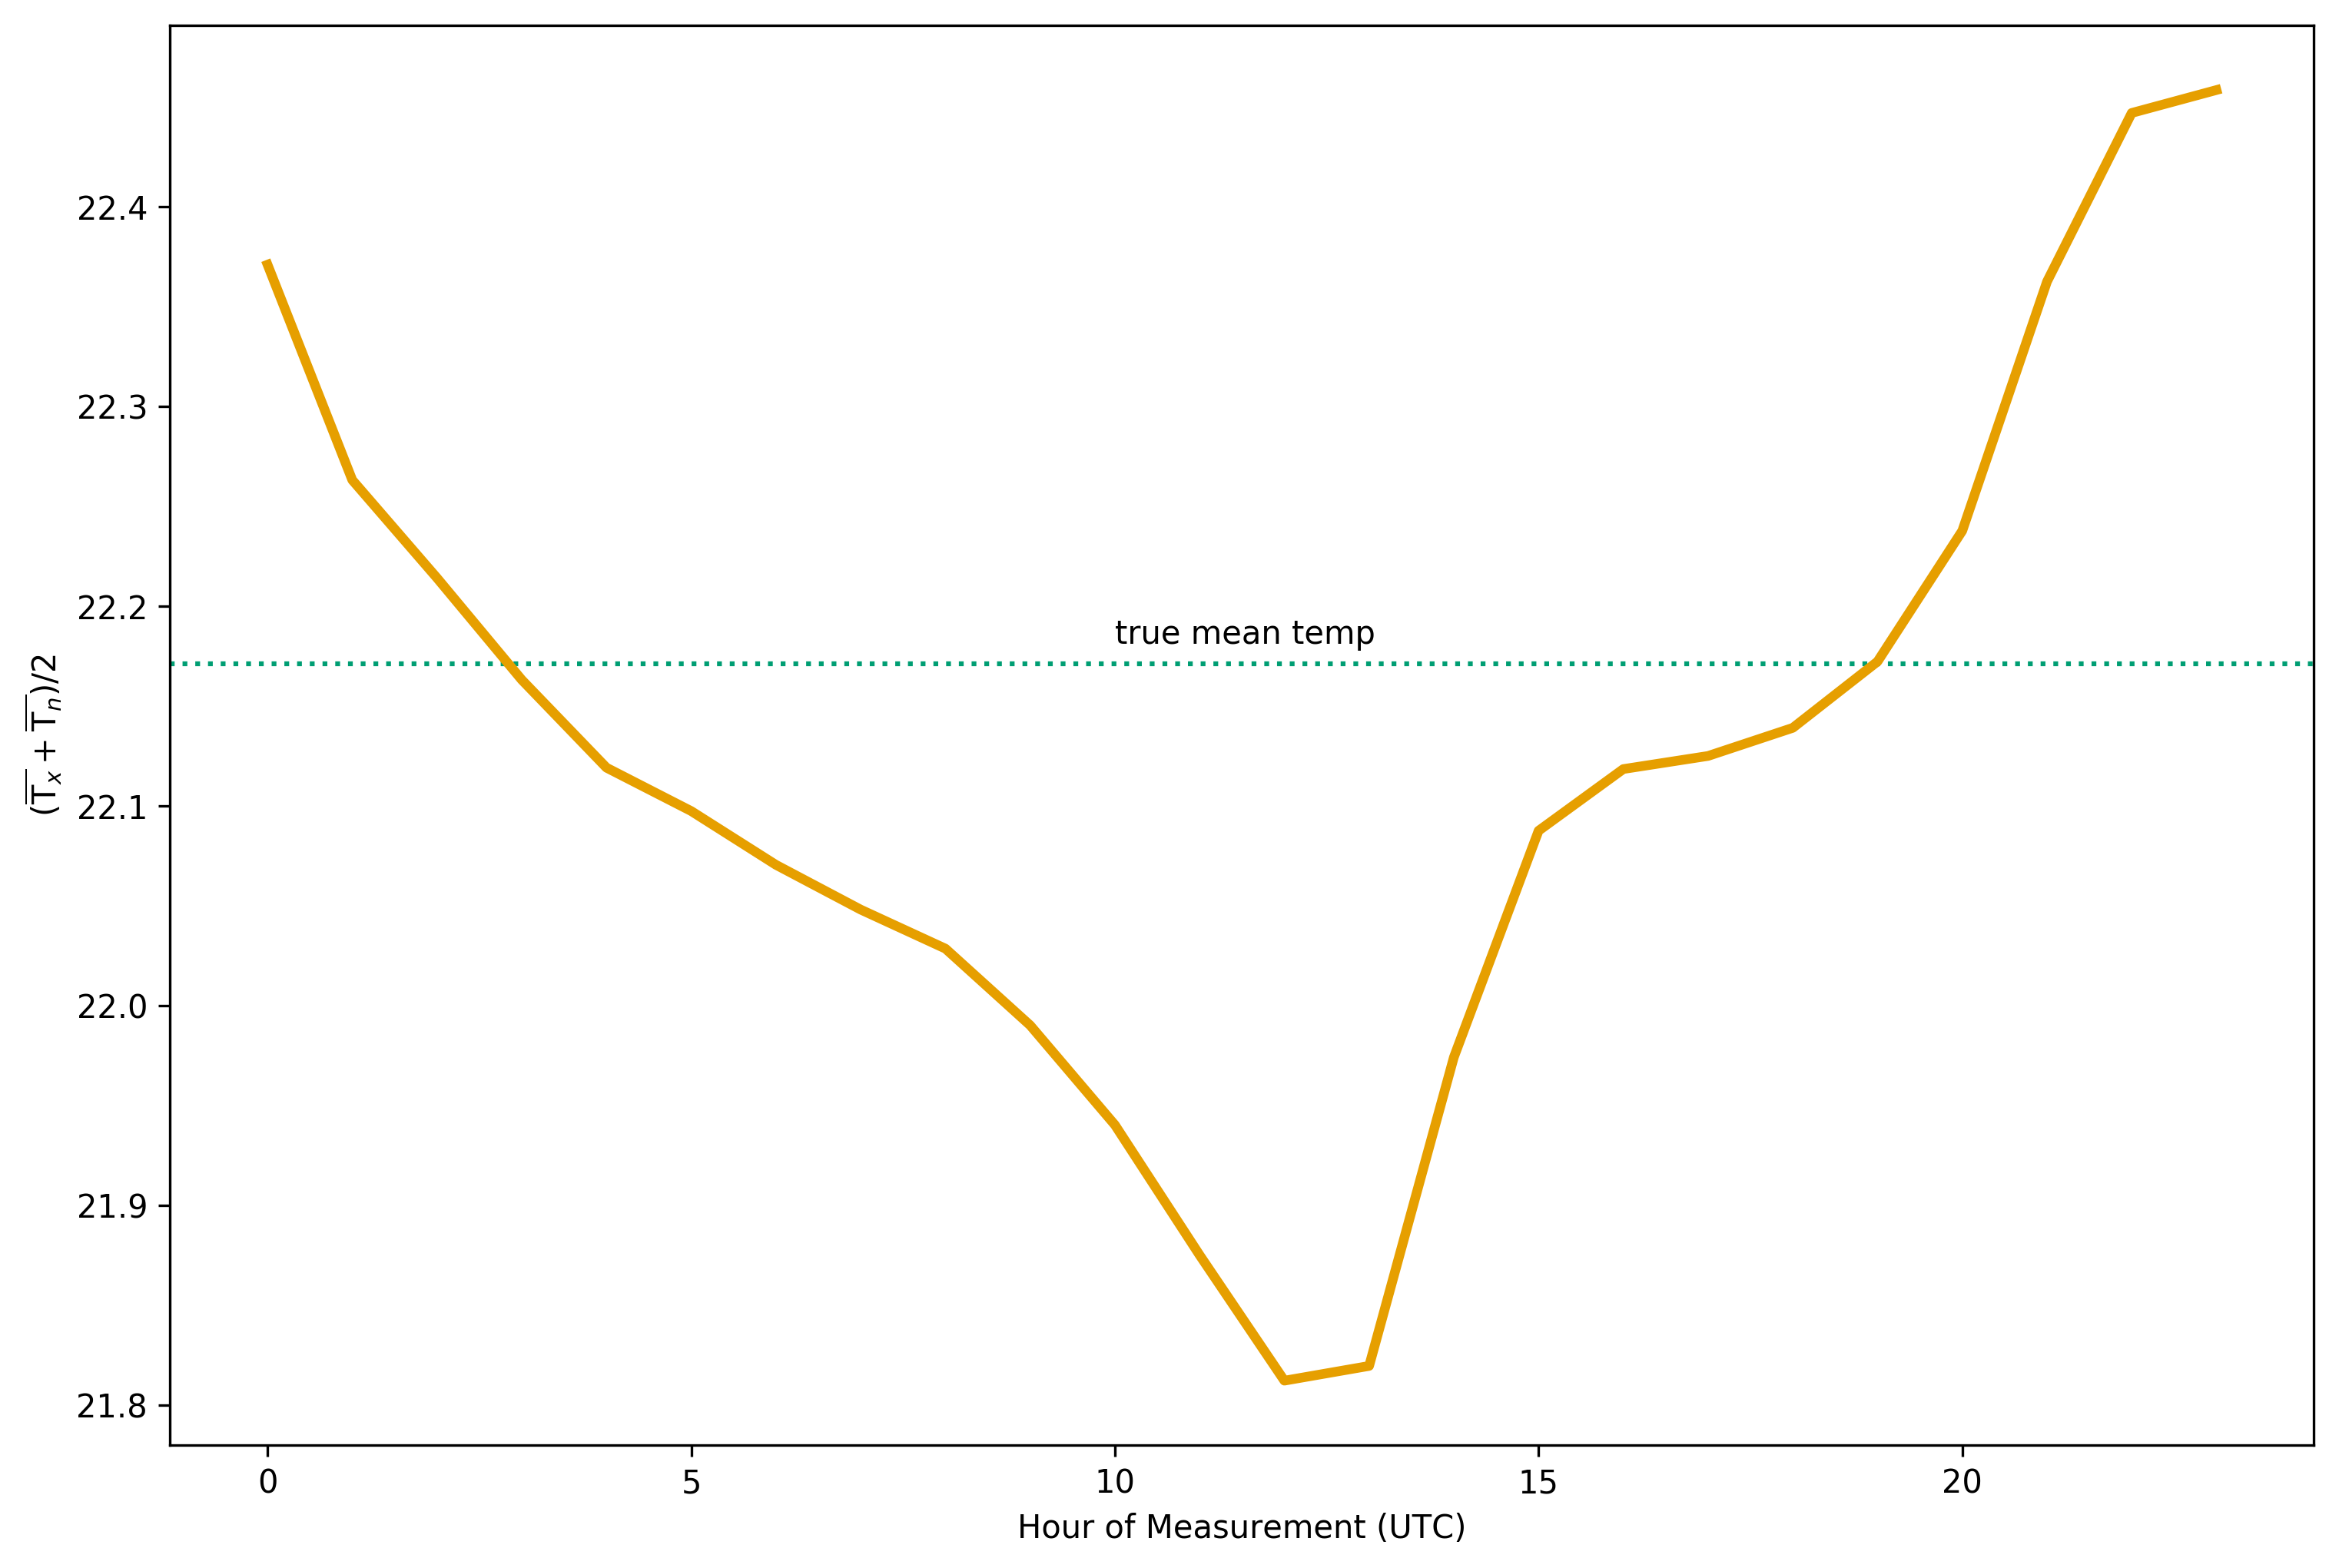 22.4
22.3
22.2
22.1
22.0
21.9
21.8
(T̅ₓ + T̅ₙ)/2
true mean temp
0 5 10 15 20
Hour of Measurement (UTC)